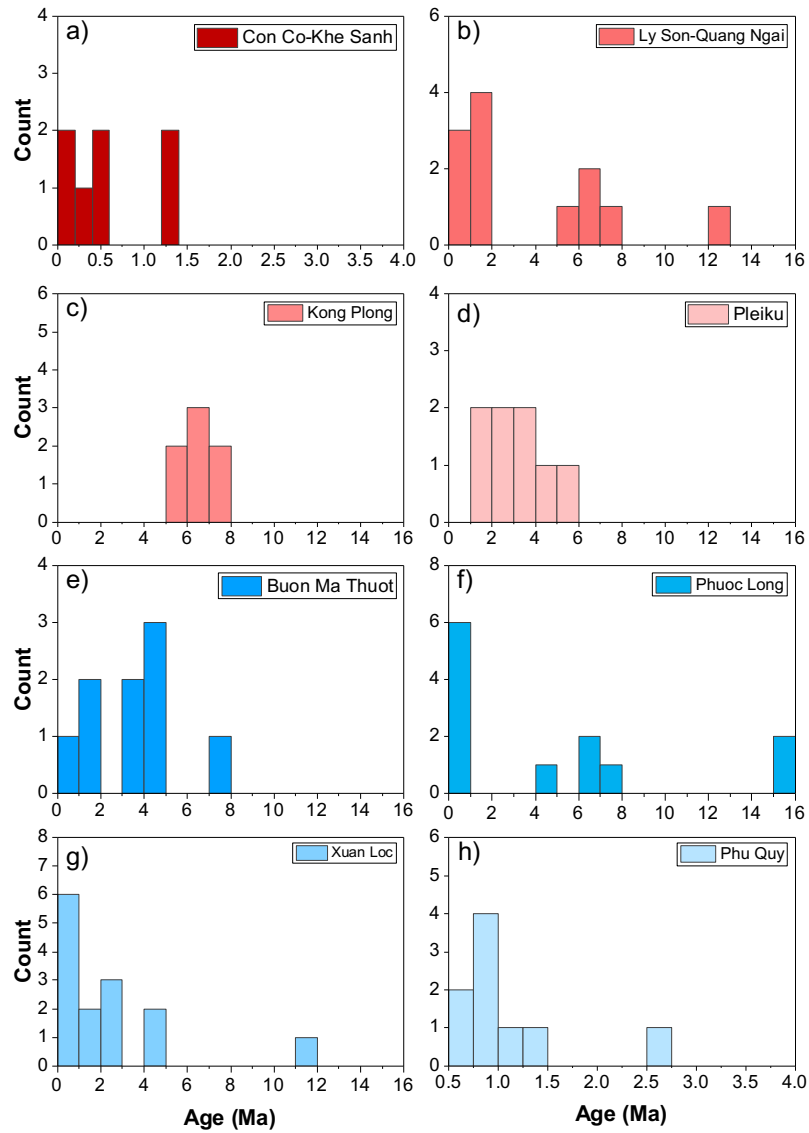 a)
Con Co-Khe Sanh
Count
4
3
2
1
0
0 0.5 1.0 1.5 2.0 2.5 3.0 3.5 4.0
b)
Ly Son-Quang Ngai
6
4
2
0
0 2 4 6 8 10 12 14 16
c)
Kong Plong
Count
6
5
4
3
2
1
0
0 2 4 6 8 10 12 14 16
d)
Pleiku
4
3
2
1
0
0 2 4 6 8 10 12 14 16
e)
Buon Ma Thuot
Count
4
3
2
1
0
0 2 4 6 8 10 12 14 16
f)
Phuoc Long
8
6
4
2
0
0 2 4 6 8 10 12 14 16
g)
Xuan Loc
Count
8
7
6
5
4
3
2
1
0
0 2 4 6 8 10 12 14 16
Age (Ma)
h)
Phu Quy
6
5
4
3
2
1
0
0.5 1.0 1.5 2.0 2.5 3.0 3.5 4.0
Age (Ma)